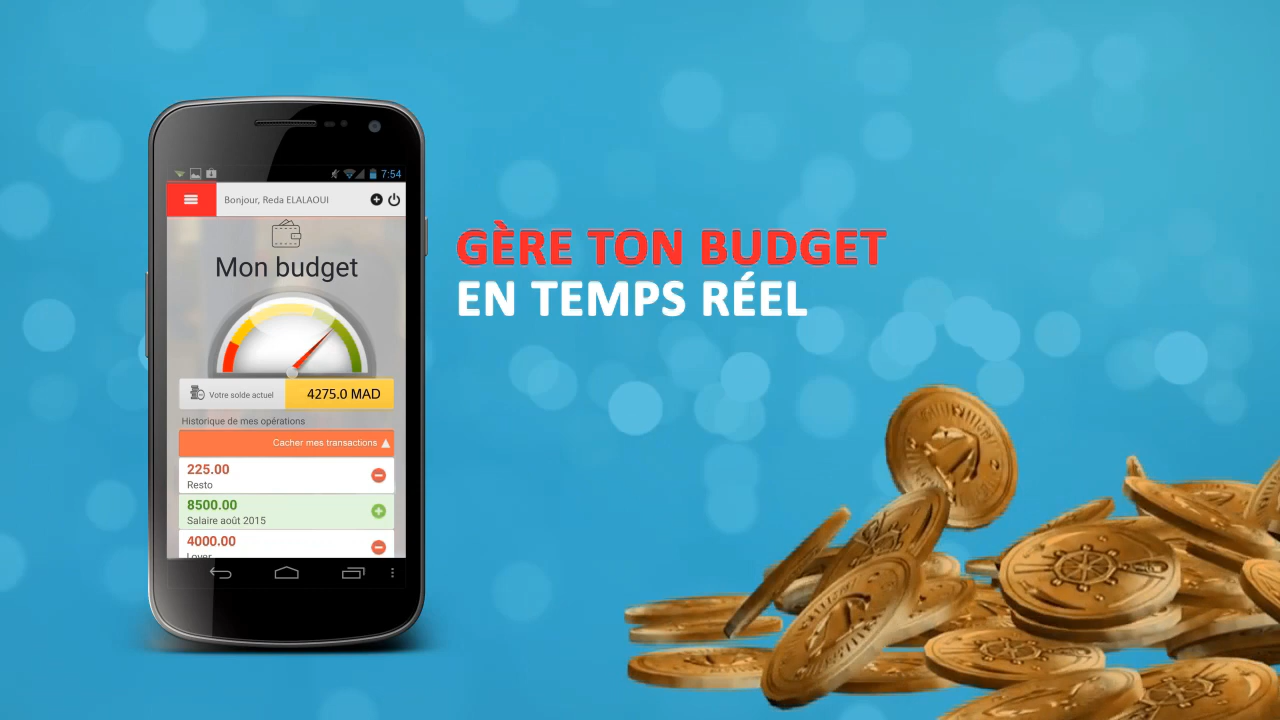 7:54
Bonjour, Reda ELALAOUI
Mon budget
Votre solde actuel
4275.0 MAD
Historique de mes opérations
Cacher mes transactions
225.00
Resto
8500.00
Salaire août 2015
4000.00
Loyer
GÈRE TON BUDGET
EN TEMPS RÉEL